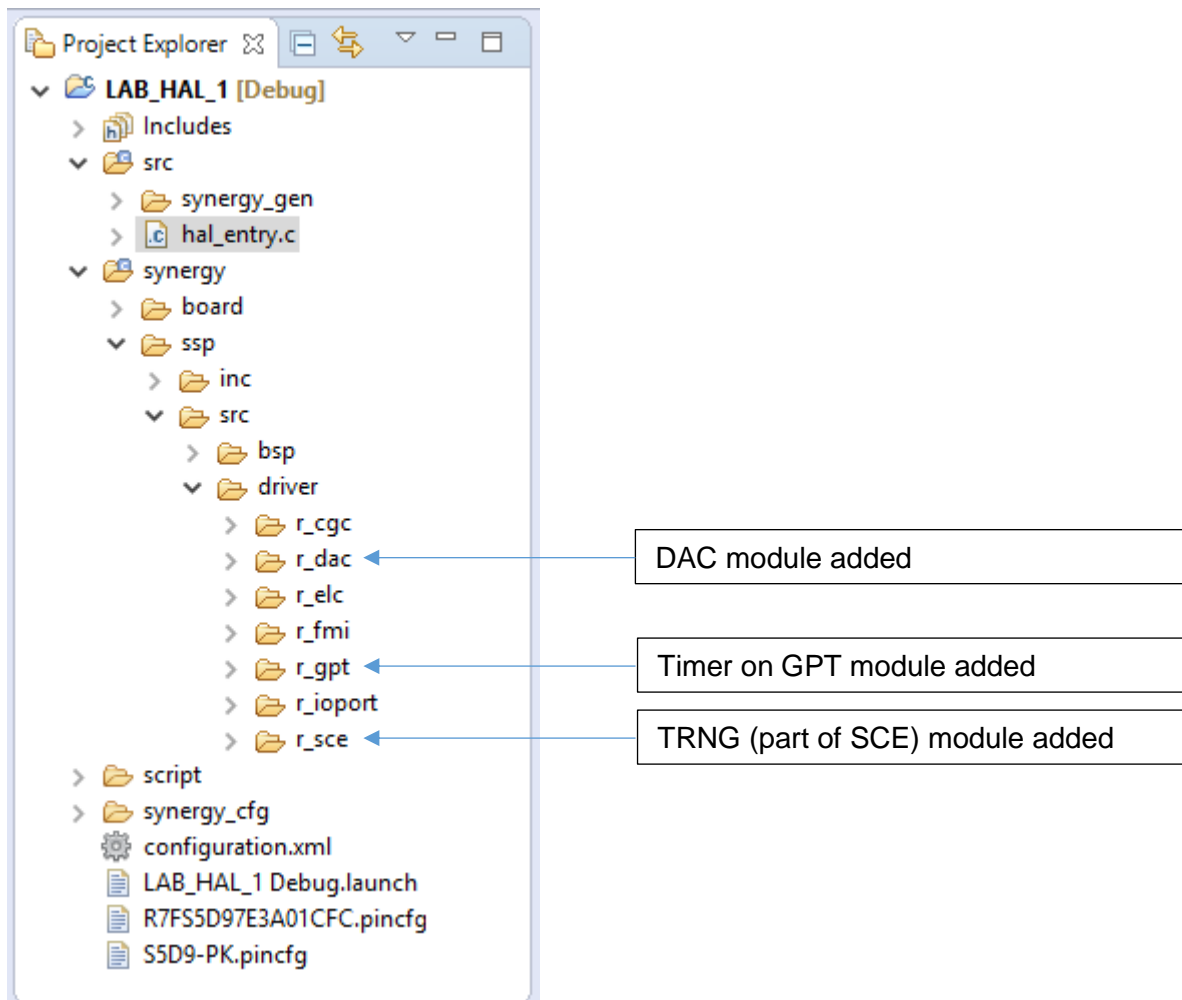 Project Explorer
LAB_HAL_1 [Debug]
Includes
src
synergy_gen
hal_entry.c
synergy
board
ssp
inc
src
bsp
driver
r_cgc
r_dac
DAC module added
r_elc
r_fmi
r_gpt
Timer on GPT module added
r_ioport
r_sce
TRNG (part of SCE) module added
script
synergy_cfg
configuration.xml
LAB_HAL_1 Debug.launch
R7FS5D97E3A01CFC.pincfg
S5D9-PK.pincfg